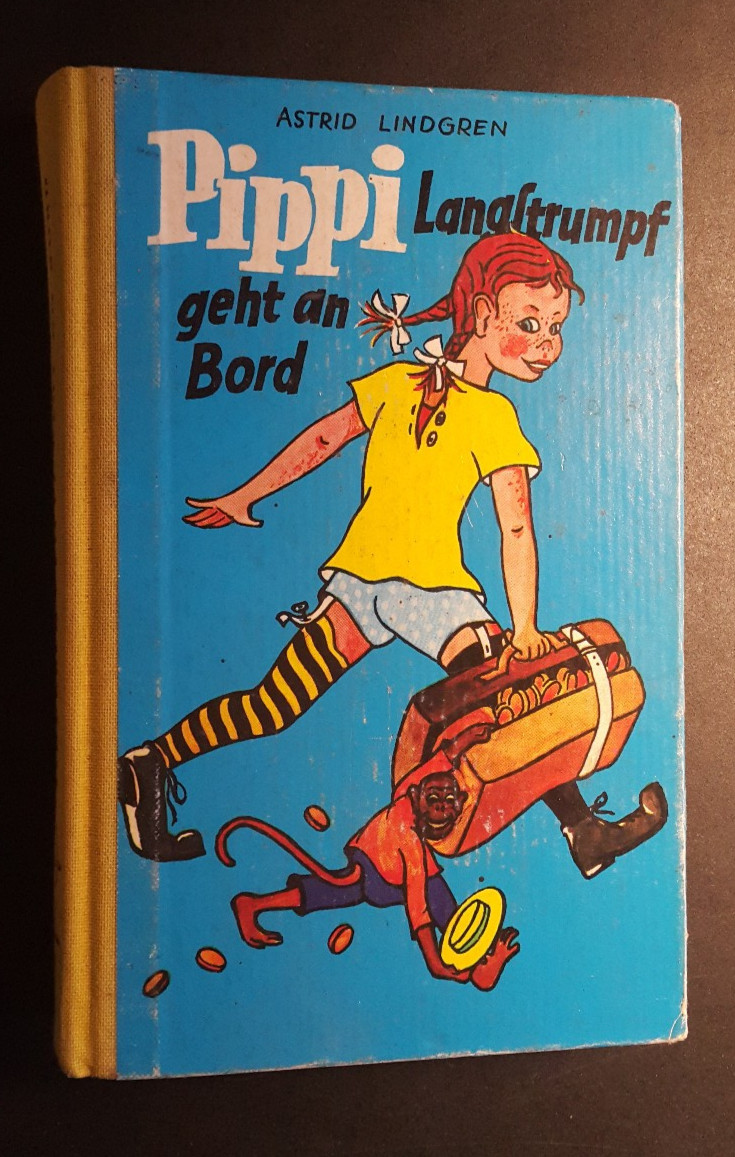 ASTRID LINDGREN
Pippi Langſtrumpf
geht an
Bord